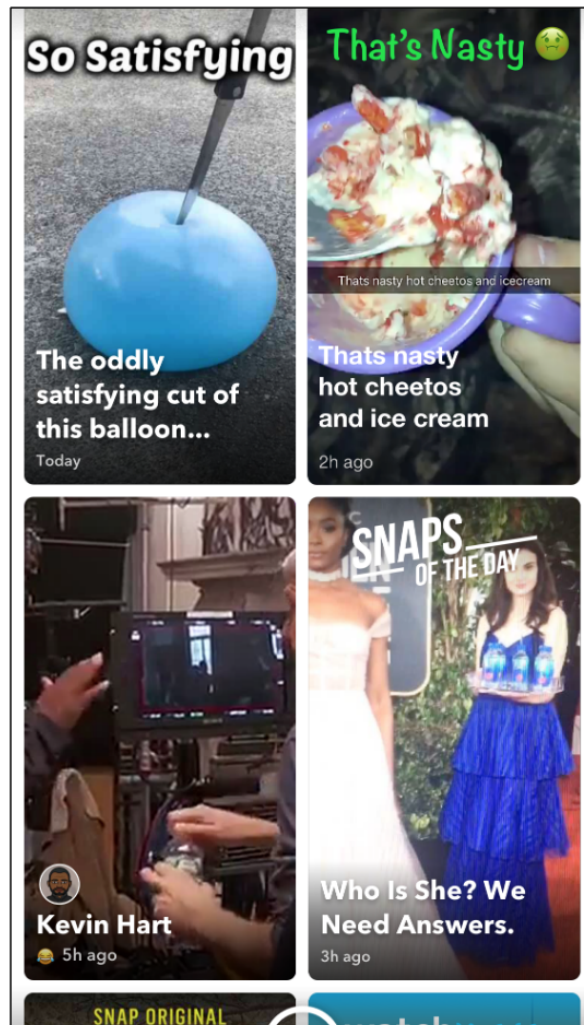 So Satisfying
The oddly
satisfying cut of
this balloon...
Today
That's Nasty 🤢
Thats nasty hot cheetos and icecream
Thats nasty
hot cheetos
and ice cream
2h ago
Kevin Hart
😂 5h ago
SNAPS
OF THE DAY
Who Is She? We
Need Answers.
3h ago
SNAP ORIGINAL